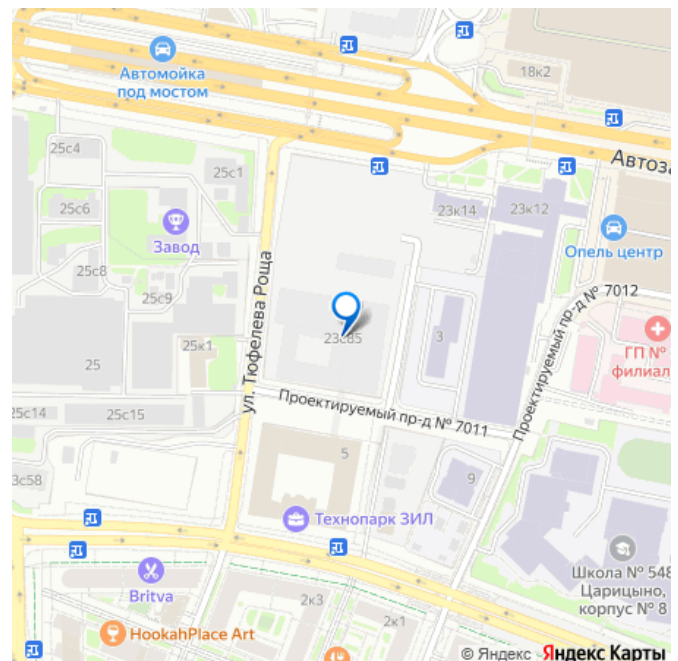 18к2
Автомойка
под мостом
25с4
25с1
Автоза
25с6
23к14
23к12
Завод
Опель центр
ул. Тюфелева Роща
25с8
25с9
Проектируемый пр-д № 7012
23с85
3
25к1
ГП №
филиал
25
Проектируемый пр-д № 7011
25с14
25с15
5
3с58
9
Технопарк ЗИЛ
Школа № 548
Царицыно,
корпус № 8
Britva
2к3
2к1
HookahPlace Art
© Яндекс Яндекс Карты